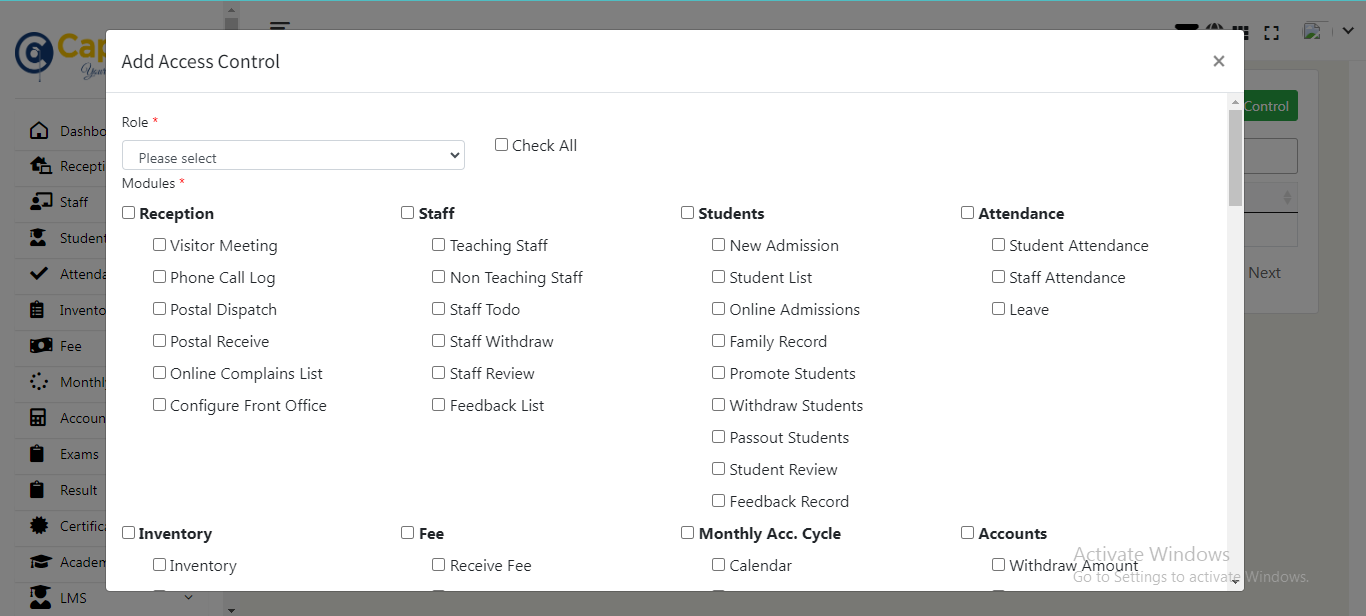 Cap
Your
Add Access Control
×
Control
Role *
Please select
Check All
Modules *
Reception
Visitor Meeting
Phone Call Log
Postal Dispatch
Postal Receive
Online Complains List
Configure Front Office
Staff
Teaching Staff
Non Teaching Staff
Staff Todo
Staff Withdraw
Staff Review
Feedback List
Students
New Admission
Student List
Online Admissions
Family Record
Promote Students
Withdraw Students
Passout Students
Student Review
Feedback Record
Attendance
Student Attendance
Staff Attendance
Leave
Inventory
Inventory
Fee
Receive Fee
Monthly Acc. Cycle
Calendar
Accounts
Withdraw Amount
Dashbo
Recepti
Staff
Student
Attenda
Invento
Fee
Monthl
Accoun
Exams
Result
Certific
Academ
LMS
Next
Activate Windows
Go to Settings to activate Windows.